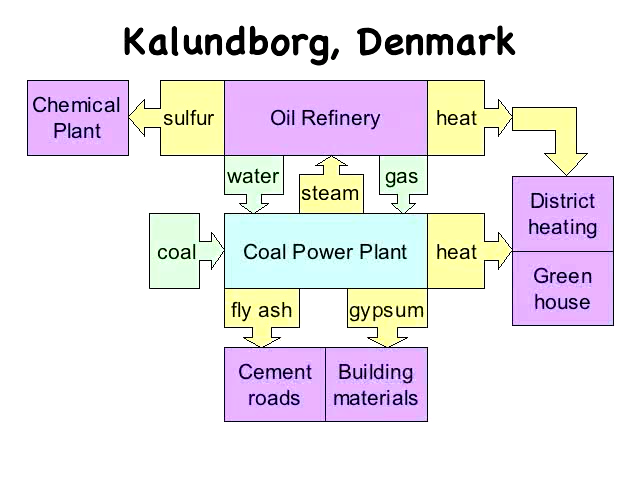 Kalundborg, Denmark
Chemical
Plant
sulfur
Oil Refinery
heat
water
steam
gas
District
heating
coal
Coal Power Plant
heat
Green
house
fly ash
gypsum
Cement
roads
Building
materials